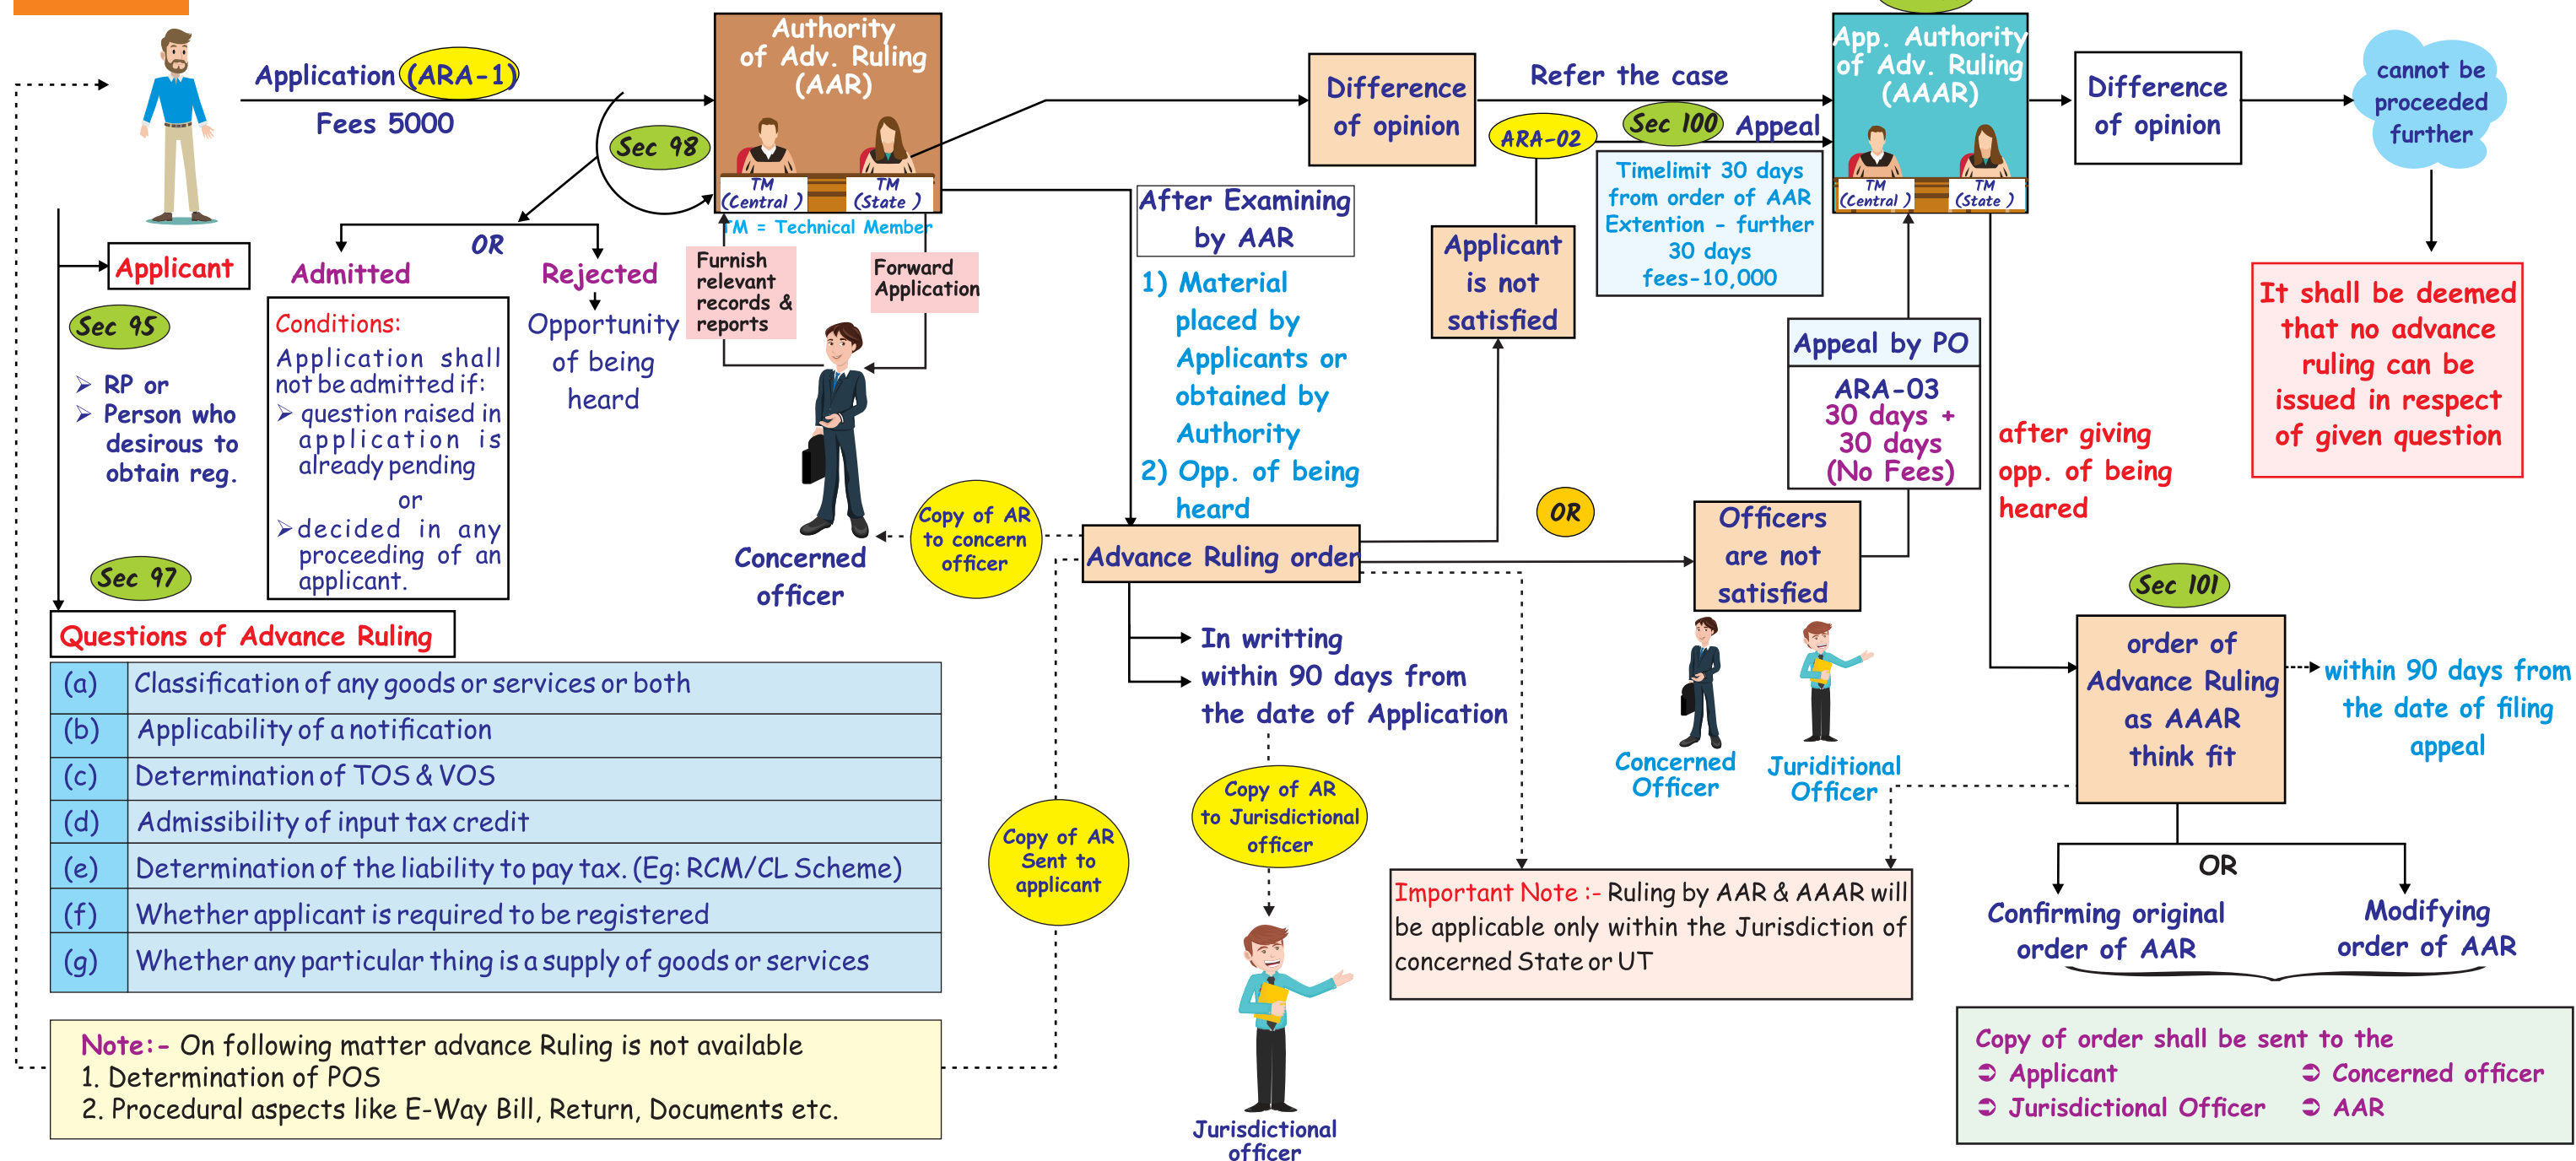 Application (ARA-1)
Fees 5000
Sec 98
Authority
of Adv. Ruling
(AAR)
TM
(Central )
TM
(State )
TM = Technical Member
Difference
of opinion
Refer the case
ARA-02
Sec 100
Appeal
Timelimit 30 days
from order of AAR
Extention - further
30 days
fees-10,000
App. Authority
of Adv. Ruling
(AAAR)
TM
(Central )
TM
(State )
Difference
of opinion
cannot be
proceeded
further
It shall be deemed
that no advance
ruling can be
issued in respect
of given question
Applicant
Sec 95
➢ RP or
➢ Person who
desirous to
obtain reg.
Sec 97
OR
Admitted
Rejected
Conditions:
Application shall
not be admitted if:
➢ question raised in
application is
already pending
or
➢ decided in any
proceeding of an
applicant.
Opportunity
of being
heard
Furnish
relevant
records &
reports
Forward
Application
Concerned
officer
Copy of AR
to concern
officer
After Examining
by AAR
1) Material
placed by
Applicants or
obtained by
Authority
2) Opp. of being
heard
Advance Ruling order
Applicant
is not
satisfied
OR
Officers
are not
satisfied
Appeal by PO
ARA-03
30 days +
30 days
(No Fees)
after giving
opp. of being
heared
Concerned
Officer
Juriditional
Officer
Sec 101
order of
Advance Ruling
as AAAR
think fit
within 90 days from
the date of filing
appeal
OR
Confirming original
order of AAR
Modifying
order of AAR
Copy of order shall be sent to the
➲ Applicant
➲ Concerned officer
➲ Jurisdictional Officer
➲ AAR
In writting
within 90 days from
the date of Application
Copy of AR
to Jurisdictional
officer
Jurisdictional
officer
Copy of AR
Sent to
applicant
Important Note :- Ruling by AAR & AAAR will
be applicable only within the Jurisdiction of
concerned State or UT
Questions of Advance Ruling
(a) Classification of any goods or services or both
(b) Applicability of a notification
(c) Determination of TOS & VOS
(d) Admissibility of input tax credit
(e) Determination of the liability to pay tax. (Eg: RCM/CL Scheme)
(f) Whether applicant is required to be registered
(g) Whether any particular thing is a supply of goods or services
Note:- On following matter advance Ruling is not available
1. Determination of POS
2. Procedural aspects like E-Way Bill, Return, Documents etc.